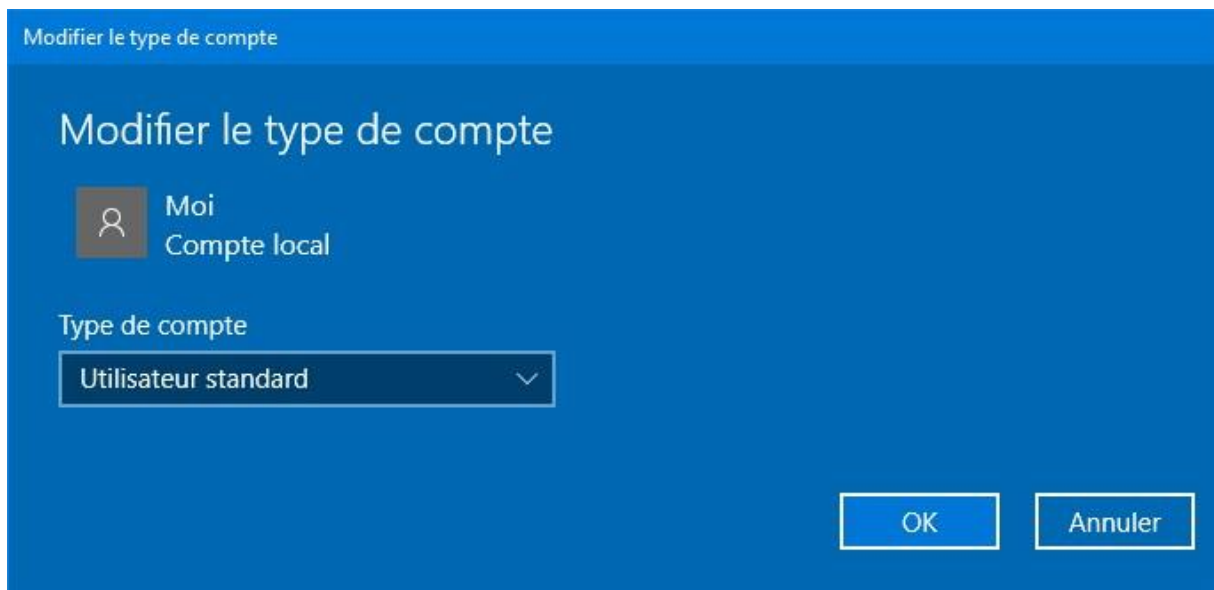 Modifier le type de compte
Modifier le type de compte
Moi
Compte local
Type de compte
Utilisateur standard
OK
Annuler